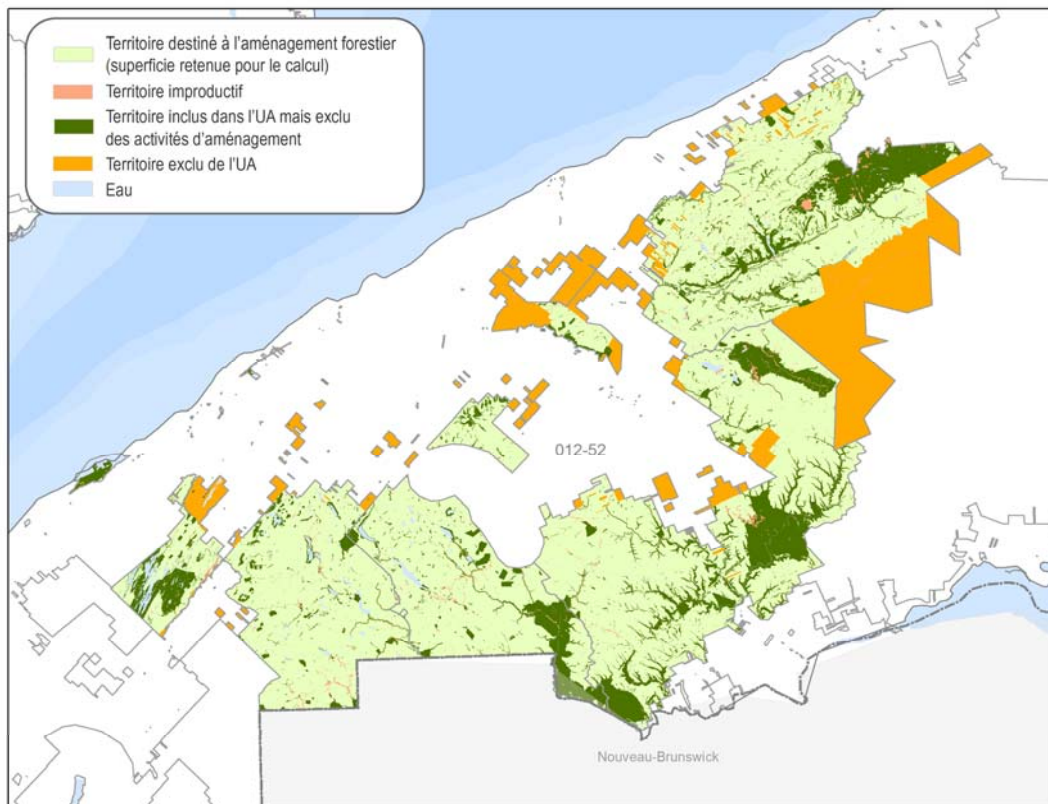 Territoire destiné à l’aménagement forestier
(superficie retenue pour le calcul)
Territoire improductif
Territoire inclus dans l’UA mais exclu
des activités d’aménagement
Territoire exclu de l’UA
Eau
012-52
Nouveau-Brunswick